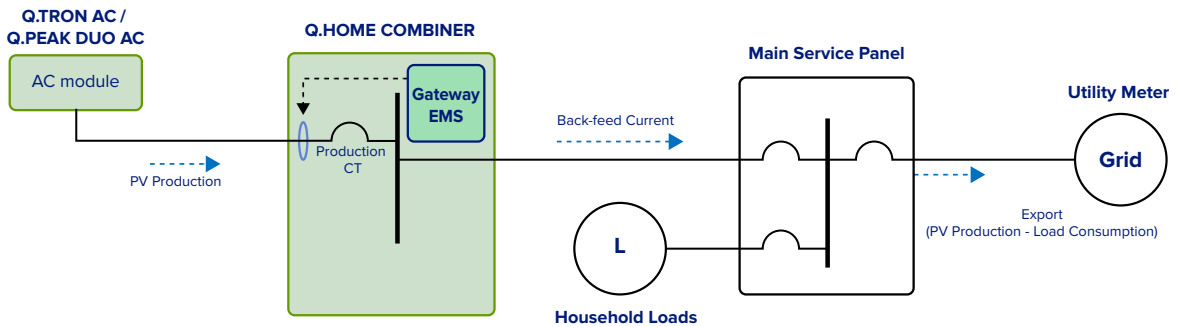 Q.TRON AC /
Q.PEAK DUO AC
AC module
PV Production
Q.HOME COMBINER
Gateway
EMS
Production
CT
Back-feed Current
L
Household Loads
Main Service Panel
Utility Meter
Grid
Export
(PV Production - Load Consumption)